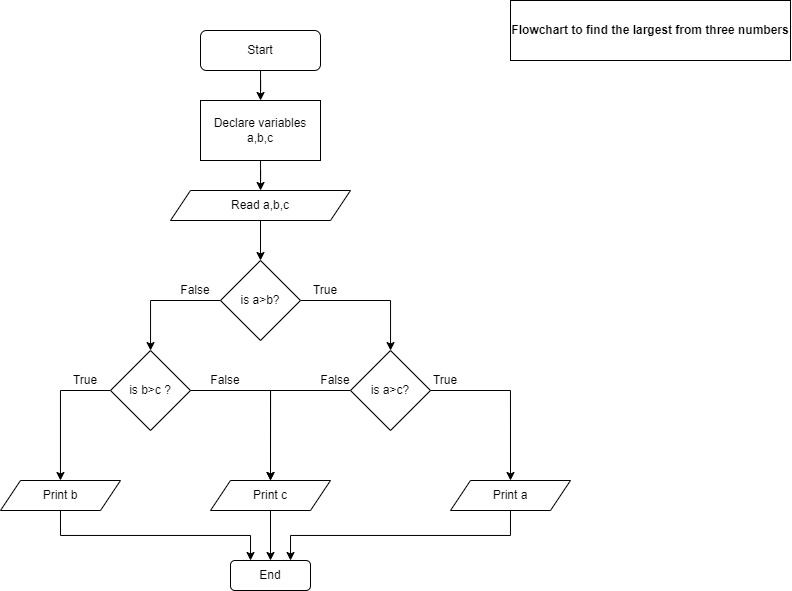 Flowchart to find the largest from three numbers
Start
Declare variables
a,b,c
Read a,b,c
False
is a>b?
True
True
is b>c ?
False
False
is a>c?
True
Print b
Print c
Print a
End